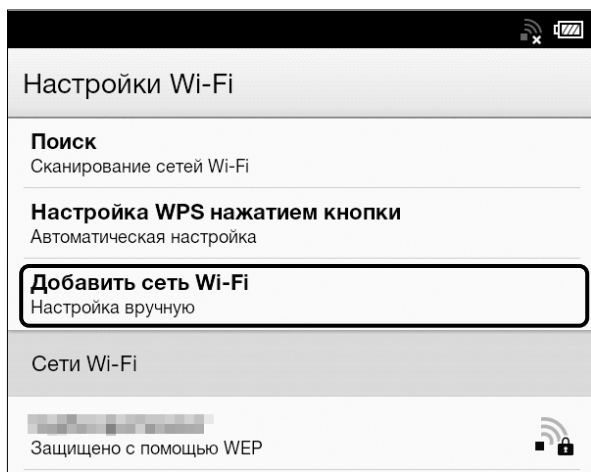 Настройки Wi-Fi
Поиск
Сканирование сетей Wi-Fi
Настройка WPS нажатием кнопки
Автоматическая настройка
Добавить сеть Wi-Fi
Настройка вручную
Сети Wi-Fi
Защищено с помощью WEP